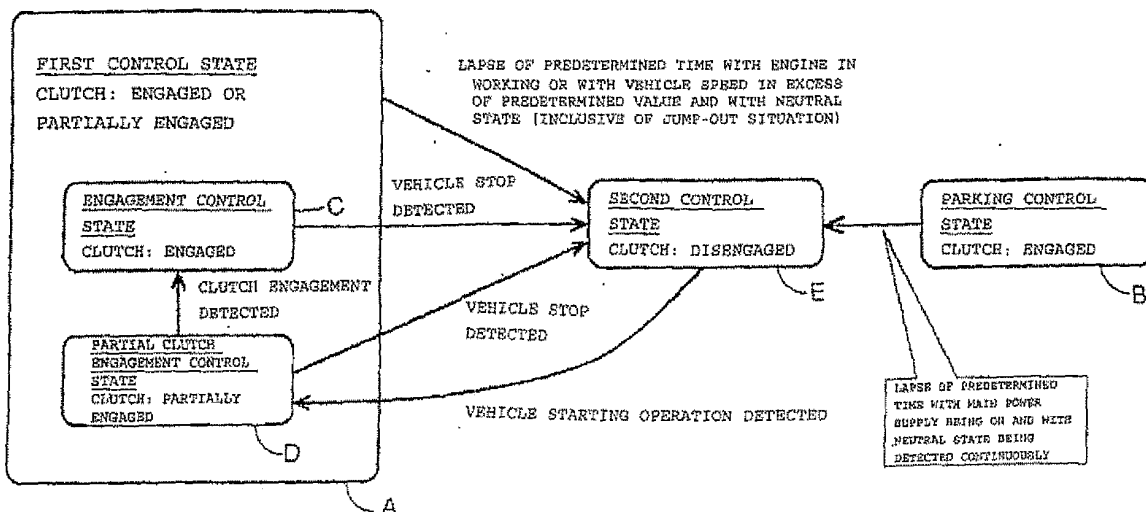 FIRST CONTROL STATE
CLUTCH: ENGAGED OR
PARTIALLY ENGAGED
LAPSE OF PREDETERMINED TIME WITH ENGINE IN
WORKING OR WITH VEHICLE SPEED IN EXCESS
OF PREDETERMINED VALUE AND WITH NEUTRAL
STATE (INCLUSIVE OF JUMP-OUT SITUATION)
ENGAGEMENT CONTROL
STATE
CLUTCH: ENGAGED
C
VEHICLE STOP
DETECTED
SECOND CONTROL
STATE
CLUTCH: DISENGAGED
E
PARKING CONTROL
STATE
CLUTCH: ENGAGED
B
CLUTCH ENGAGEMENT
DETECTED
VEHICLE STOP
DETECTED
PARTIAL CLUTCH
ENGAGEMENT CONTROL
STATE
CLUTCH: PARTIALLY
ENGAGED
D
VEHICLE STARTING OPERATION DETECTED
LAPSE OF PREDETERMINED
TIME WITH MAIN POWER
SUPPLY BEING ON AND WITH
NEUTRAL STATE BEING
DETECTED CONTINUOUSLY
A